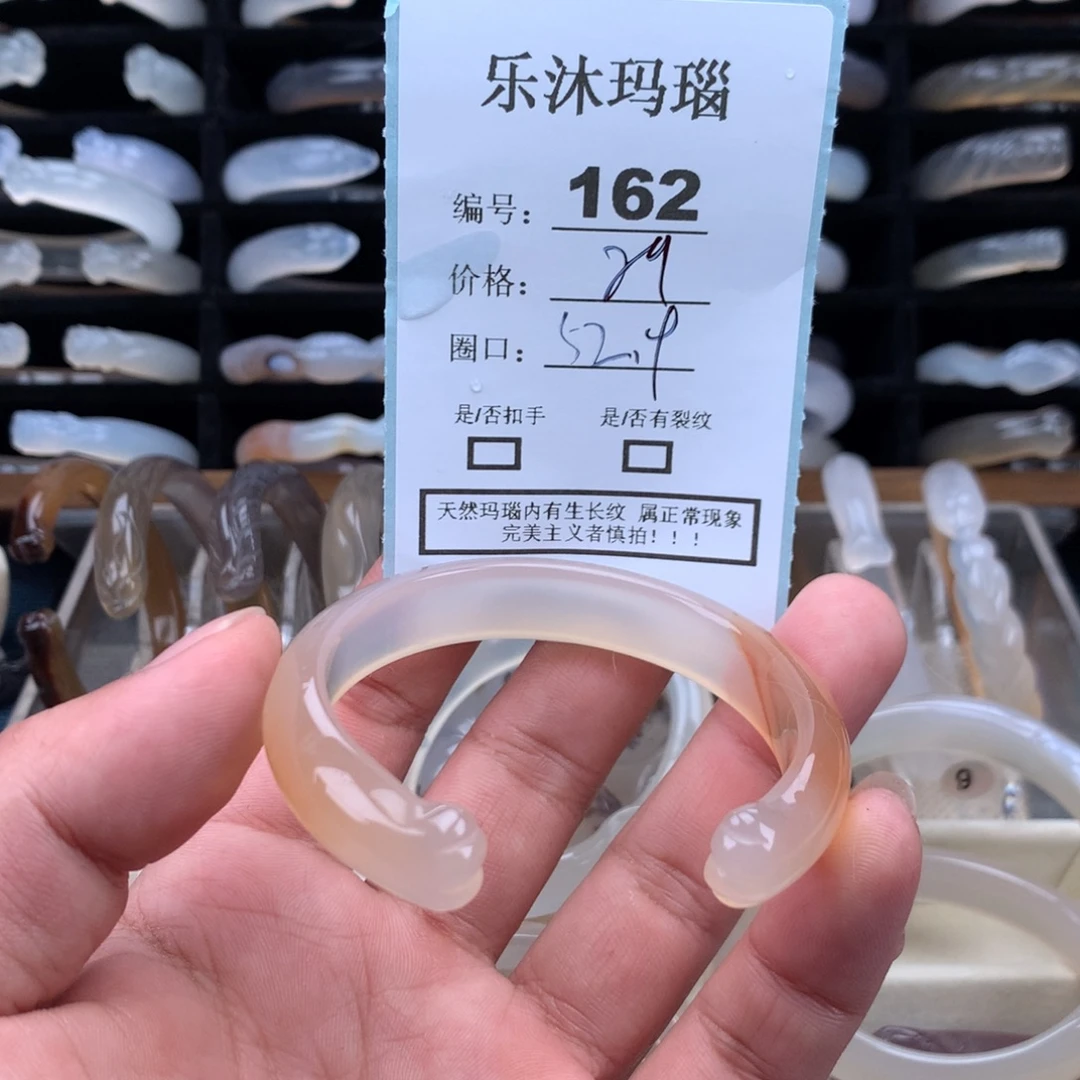 乐沐玛瑙
编号: 162
价格: 29
圈口: 52.9
是/否扣手 是/否有裂纹
天然玛瑙内有生长纹 属正常现象
完美主义者慎拍!!!
9